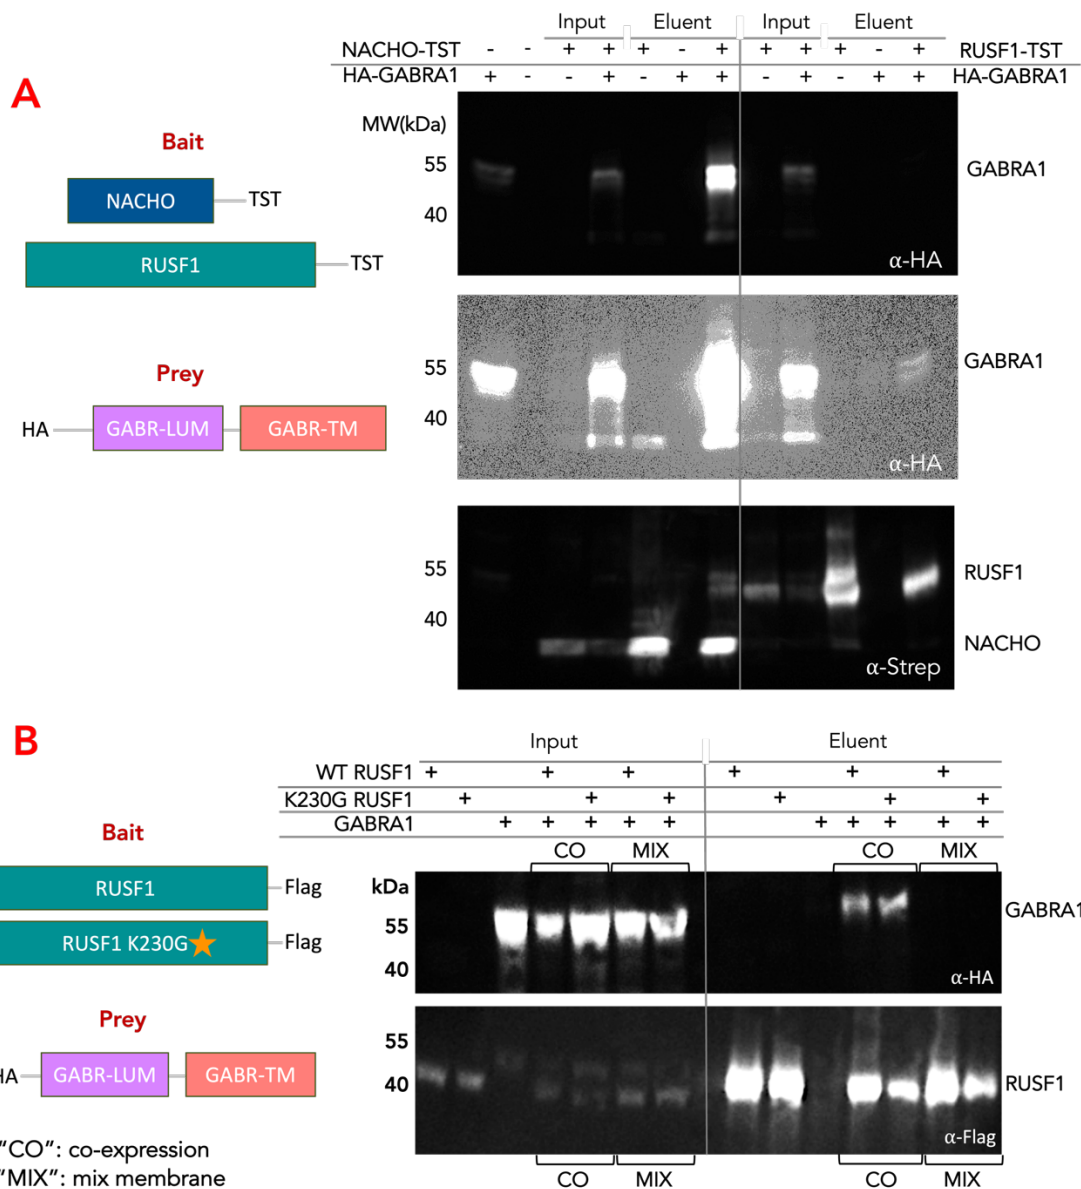 A
Input Eluent Input Eluent
NACHO-TST - - + + + - + + + + - + RUSF1-TST
HA-GABRA1 + - - + - + + - + - + + HA-GABRA1
MW(kDa)
55
40
GABRA1
α-HA
Bait
NACHO TST
RUSF1 TST
55
40
GABRA1
α-HA
Prey
HA GABR-LUM GABR-TM
55
40
RUSF1
NACHO
α-Strep
B
Input Eluent
WT RUSF1 + + + + + +
K230G RUSF1 + + + + + +
GABRA1 + + + + + + + + + +
CO MIX CO MIX
Bait
RUSF1 Flag
RUSF1 K230G Flag
kDa
55
40
GABRA1
α-HA
Prey
HA GABR-LUM GABR-TM
55
40
RUSF1
α-Flag
CO MIX CO MIX
"CO": co-expression
"MIX": mix membrane